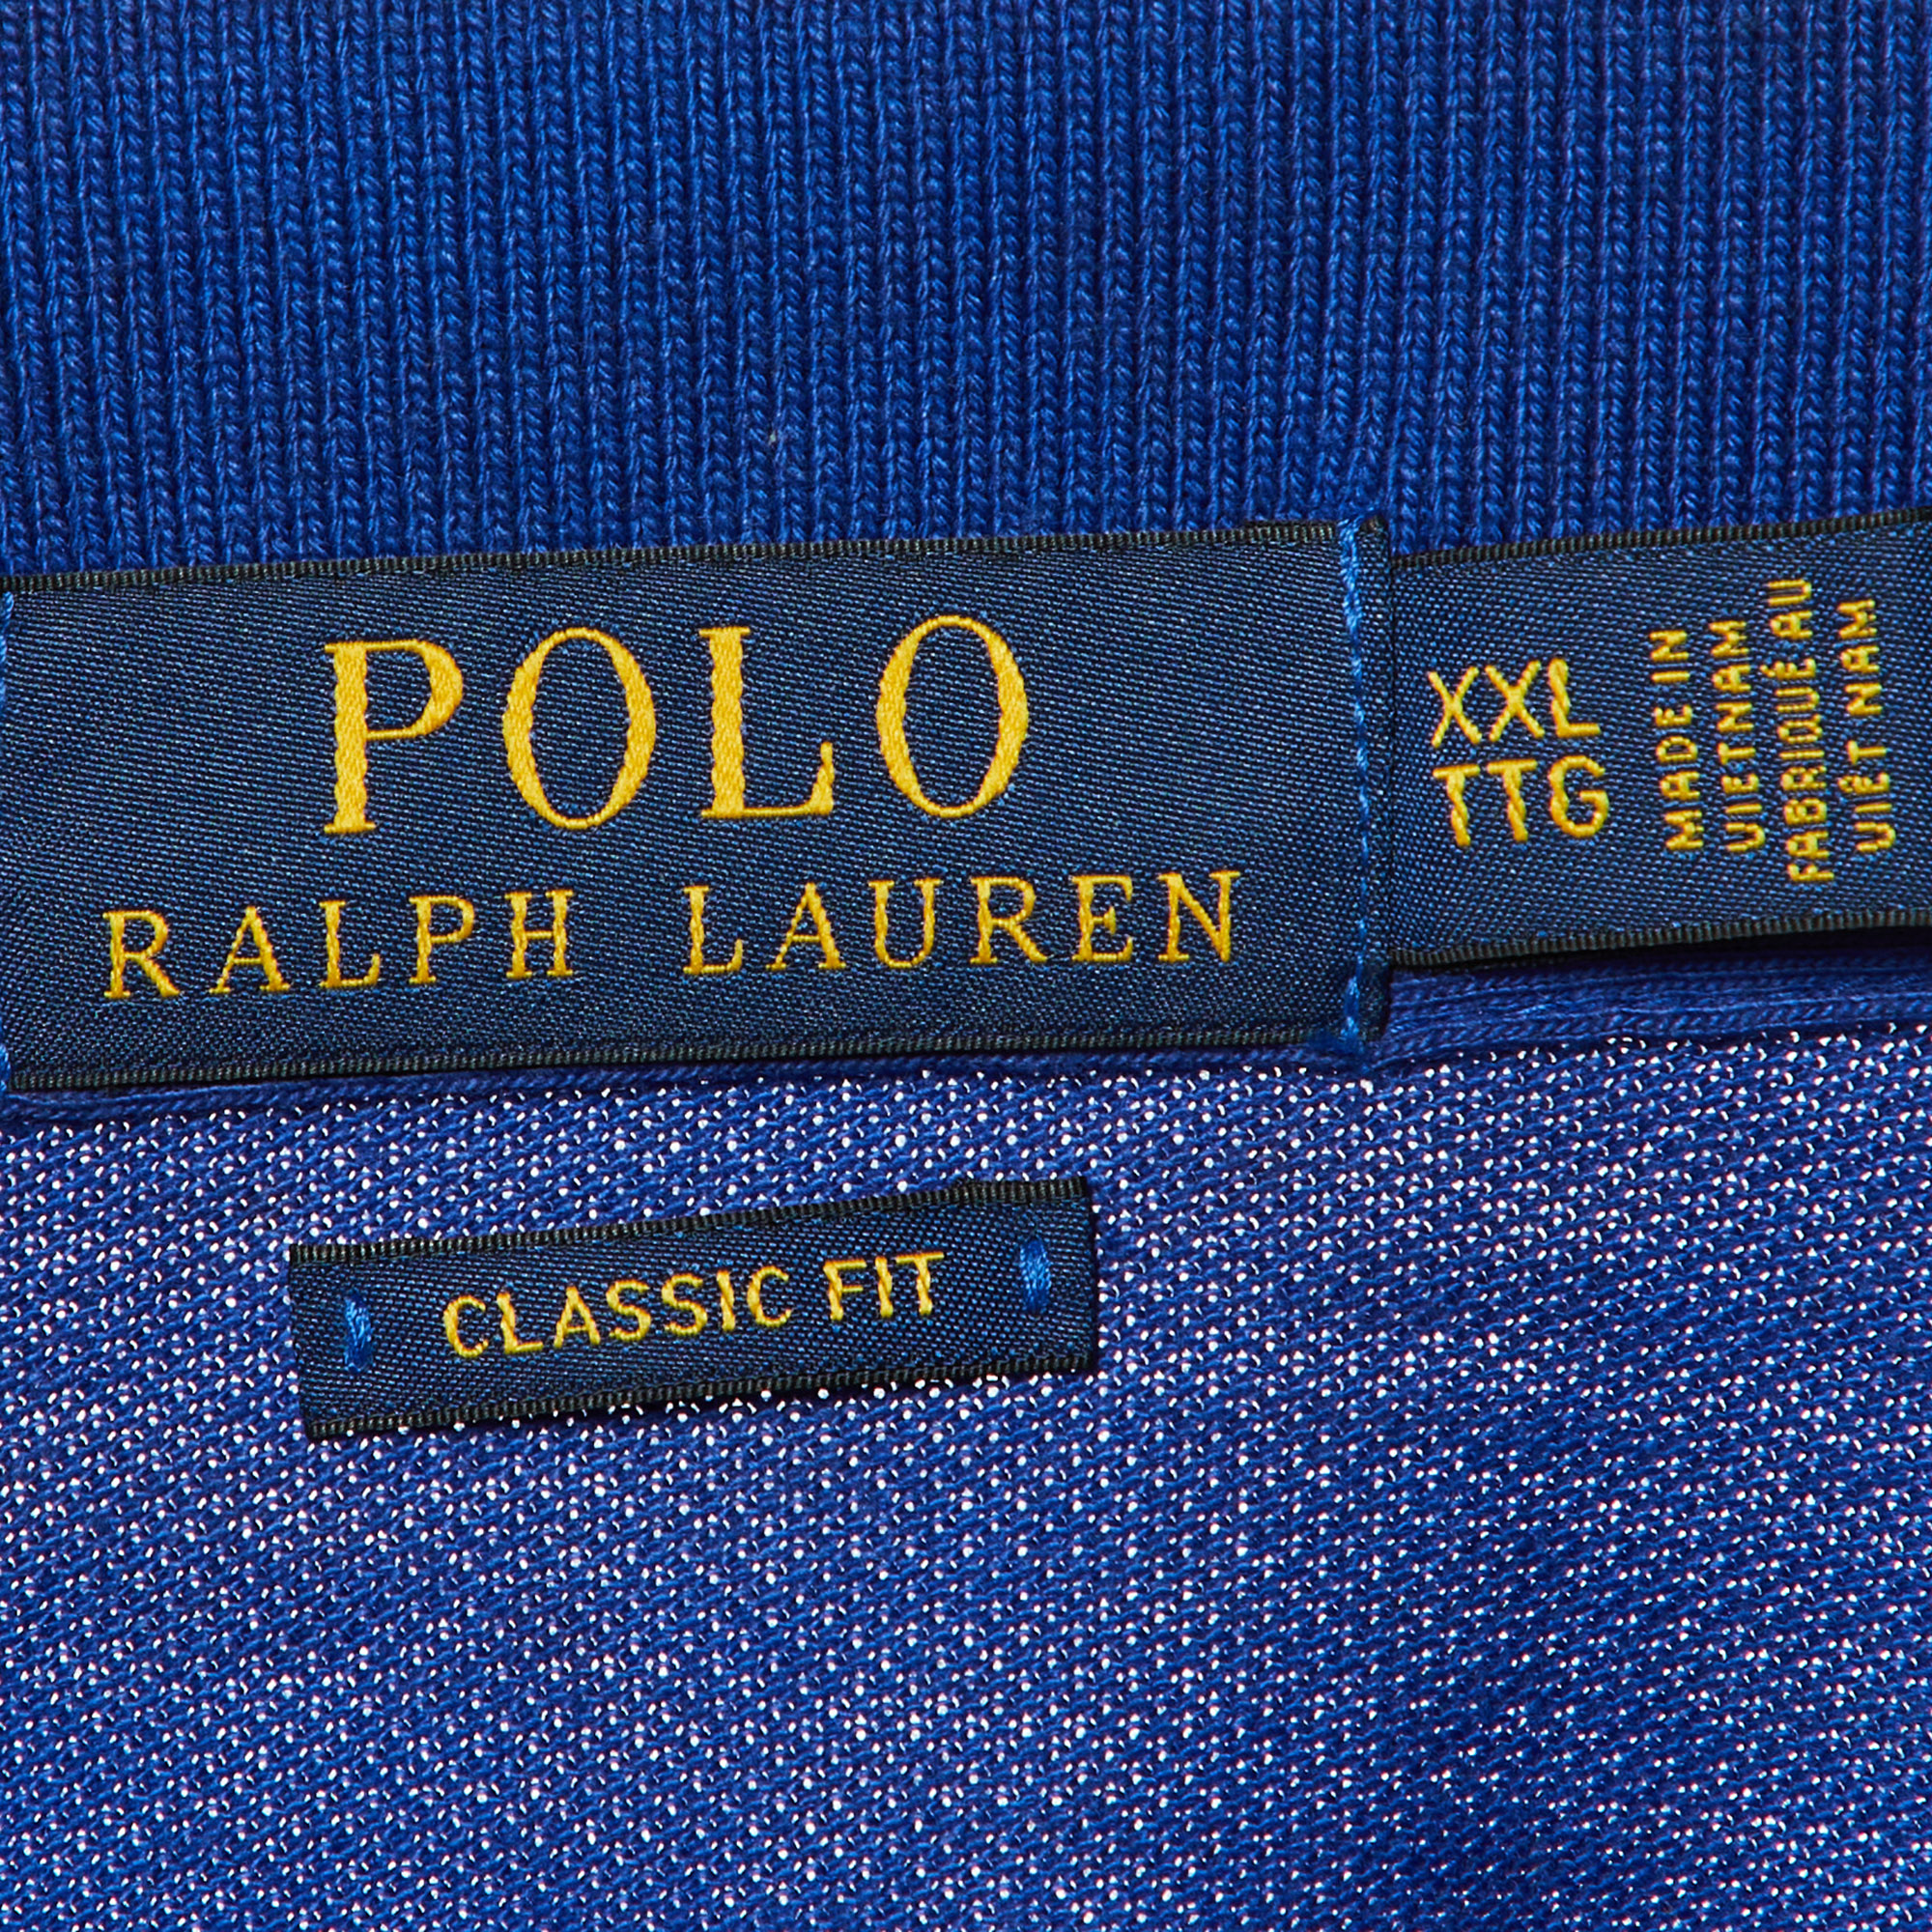 POLO
RALPH LAUREN
XXL
TTG
MADE IN
VIETNAM
FABRIQUÉ AU
VIÊT NAM
CLASSIC FIT